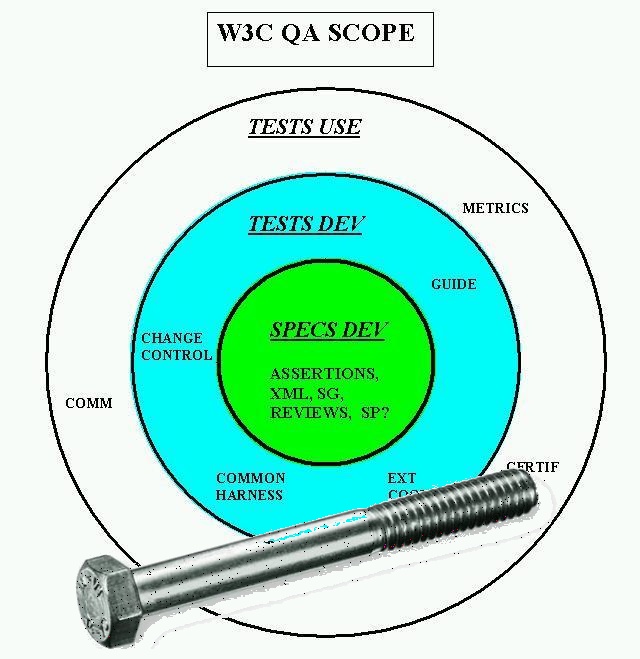 W3C QA SCOPE
TESTS USE
METRICS
TESTS DEV
GUIDE
SPECS DEV
CHANGE
CONTROL
ASSERTIONS,
XML, SG,
REVIEWS, SP?
COMM
CERTIF
COMMON
HARNESS
EXT